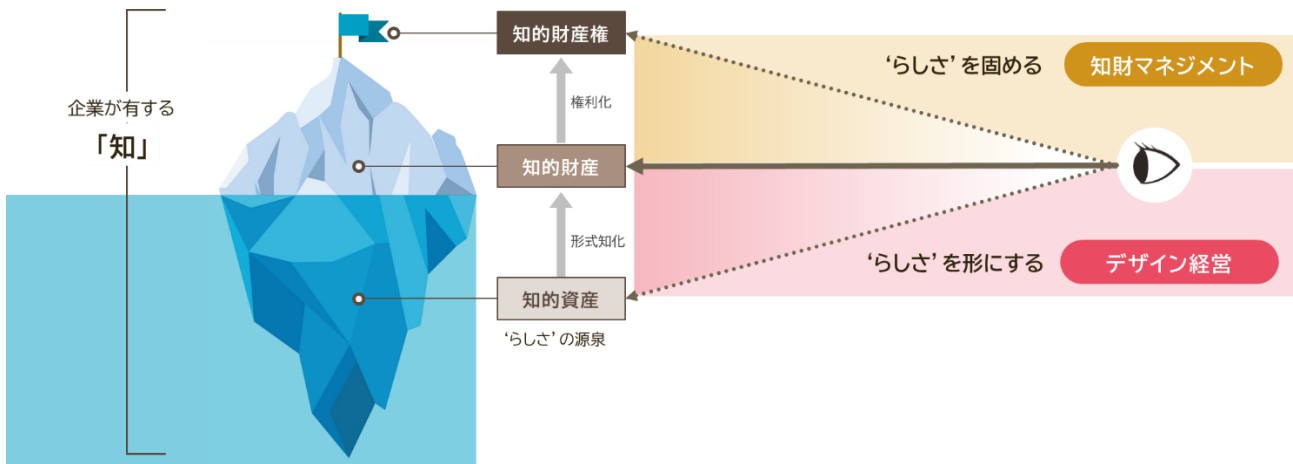 企業が有する
「知」
知的財産権
権利化
知的財産
形式知化
知的資産
‘らしさ’の源泉
‘らしさ’を固める
知財マネジメント
‘らしさ’を形にする
デザイン経営